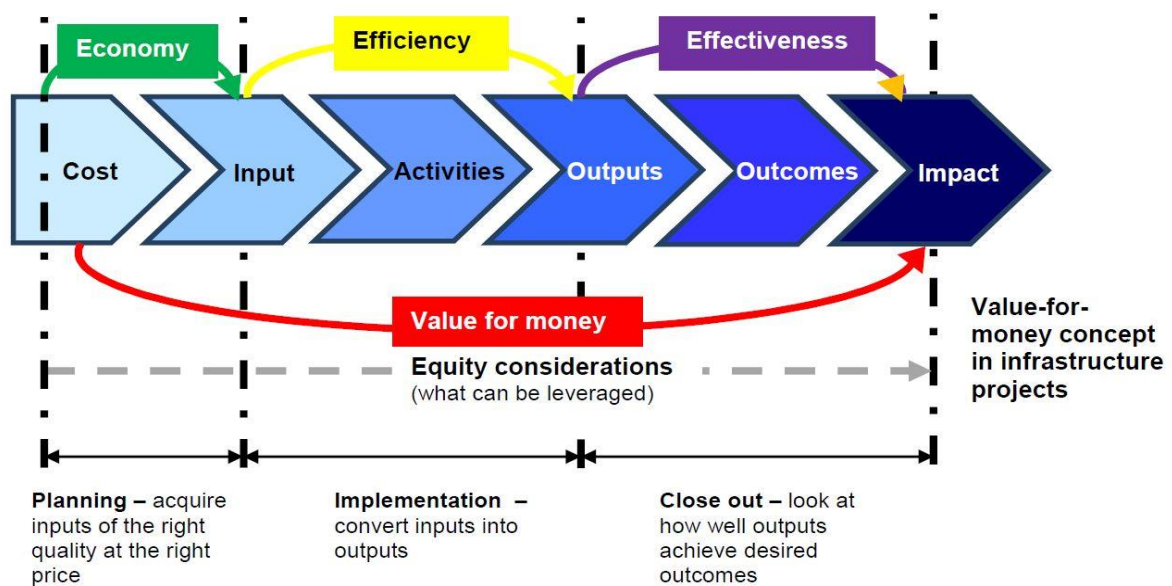 Economy
Efficiency
Effectiveness
Cost
Input
Activities
Outputs
Outcomes
Impact
Value for money
Equity considerations
(what can be leveraged)
Value-for-
money concept
in infrastructure
projects
Planning – acquire
inputs of the right
quality at the right
price
Implementation –
convert inputs into
outputs
Close out – look at
how well outputs
achieve desired
outcomes